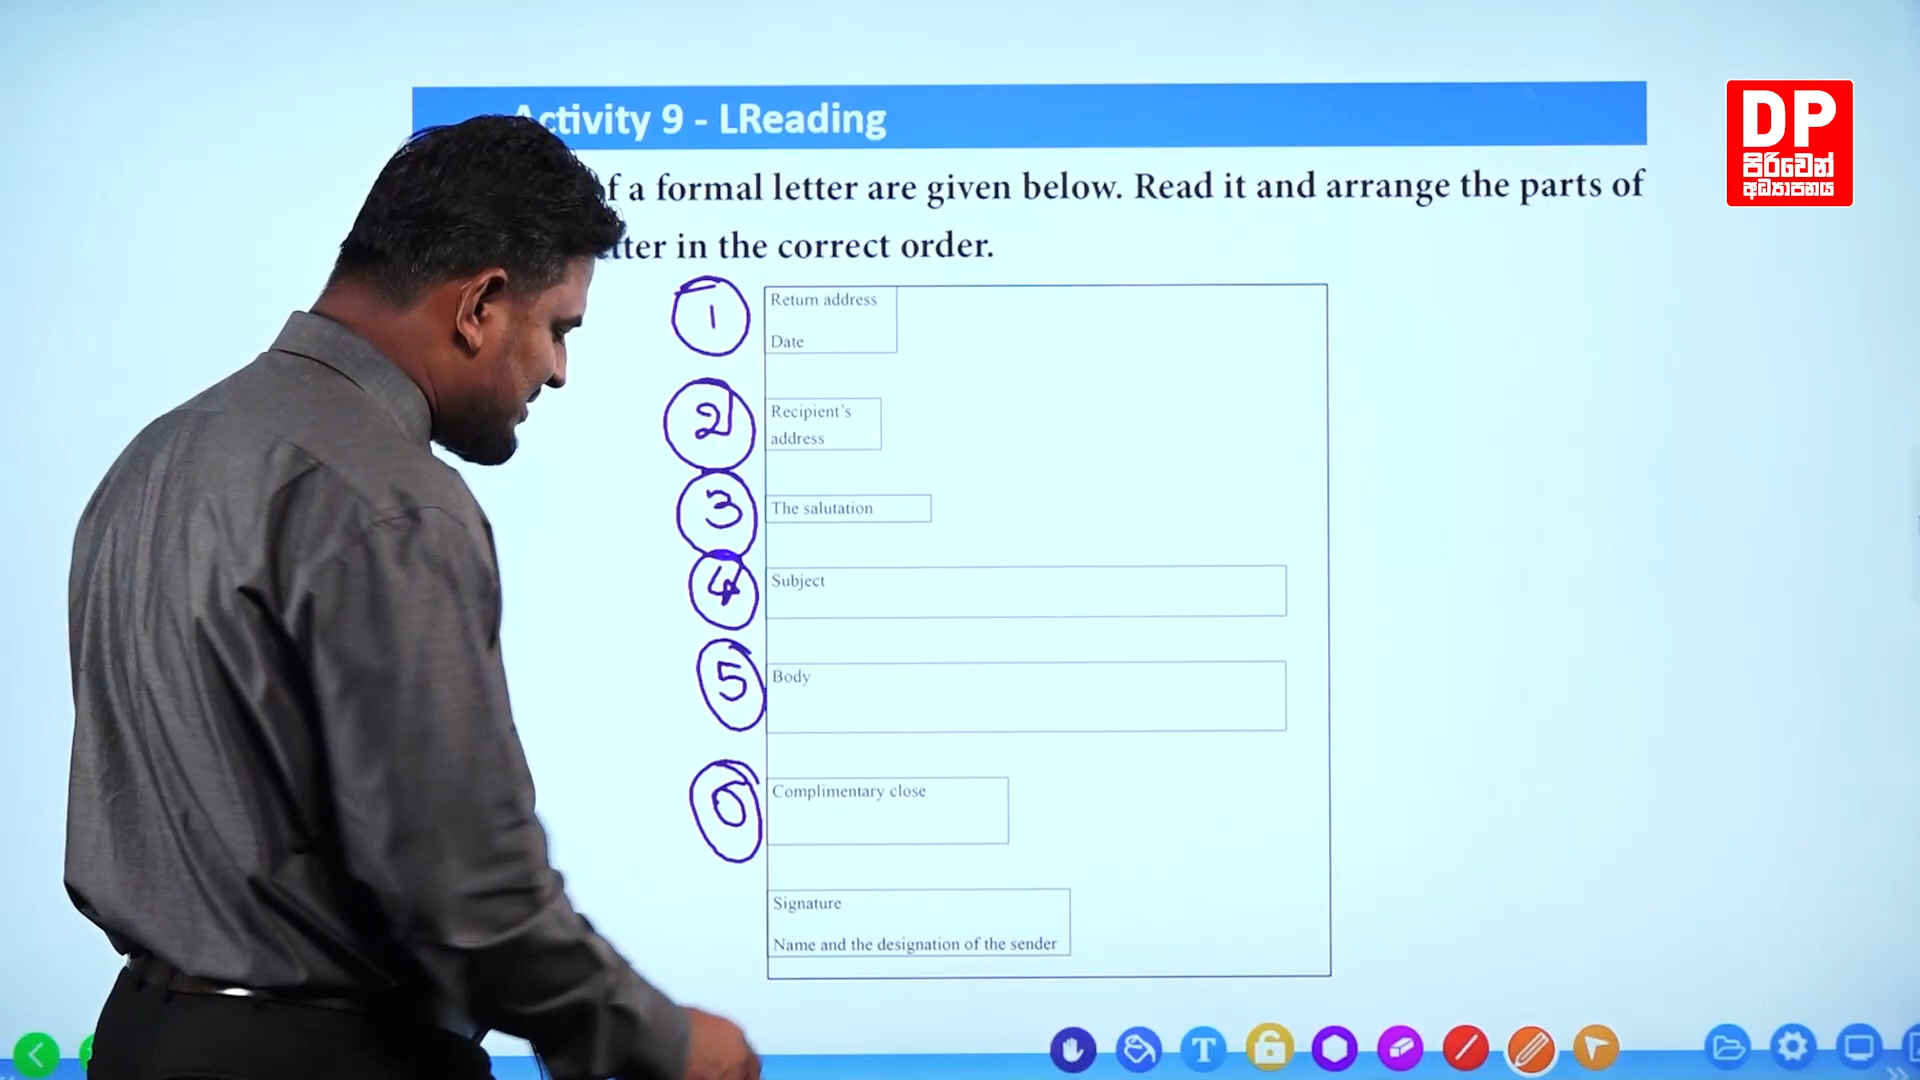 Activity 9 - LReading
DP
පිරිවෙන්
අධ්‍යාපනය
of a formal letter are given below. Read it and arrange the parts of
letter in the correct order.
1
Return address
Date
2
Recipient's
address
3
The salutation
4
Subject
5
Body
6
Complimentary close
Signature
Name and the designation of the sender
T